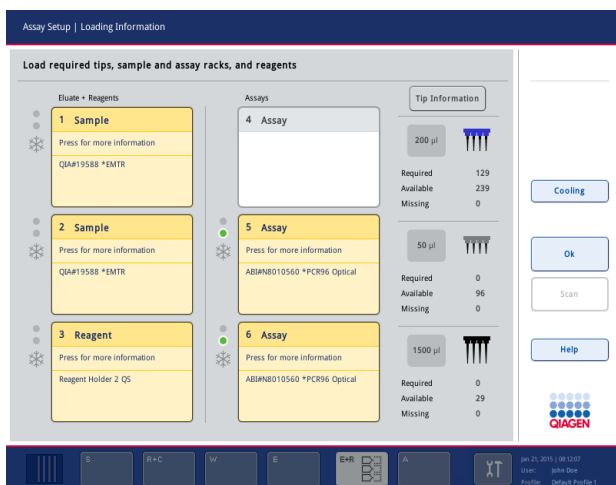 Assay Setup | Loading Information
Load required tips, sample and assay racks, and reagents
Eluate + Reagents
Assays
Tip Information
1 Sample
Press for more information
QIA#19588 *EMTR
4 Assay
200 µl
Required 129
Available 239
Missing 0
Cooling
2 Sample
Press for more information
QIA#19588 *EMTR
5 Assay
Press for more information
ABI#N8010560 *PCR96 Optical
50 µl
Required 0
Available 96
Missing 0
Ok
Scan
3 Reagent
Press for more information
Reagent Holder 2 QS
6 Assay
Press for more information
ABI#N8010560 *PCR96 Optical
1500 µl
Required 0
Available 29
Missing 0
Help
QIAGEN
S
R+C
W
E
E+R
A
Jan 21, 2015 | 08:12:07
User: John Doe
Profile: Default Profile 1